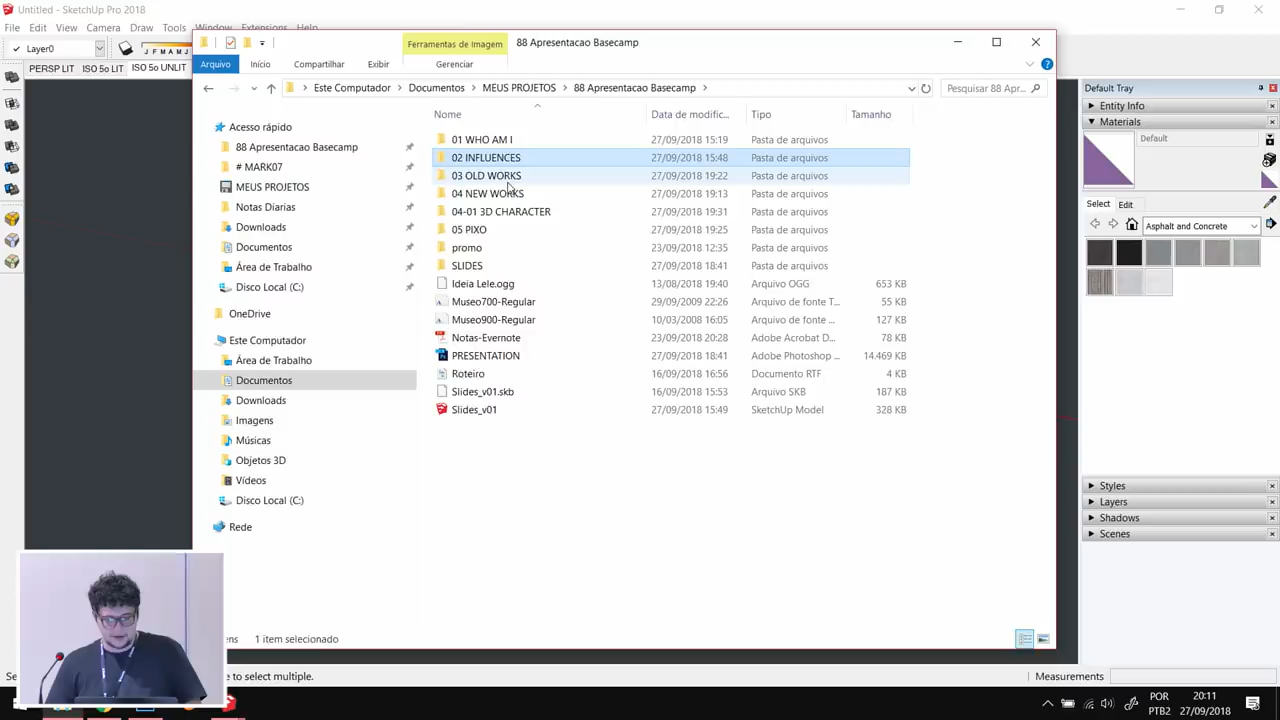 Untitled - SketchUp Pro 2018
File Edit View Camera Draw Tools Window Extensions Help
Layer0
J F M A M J
PERSP LIT ISO 5o LIT ISO 5o UNLIT
Ferramentas de Imagem
88 Apresentacao Basecamp
Arquivo Início Compartilhar Exibir Gerenciar
Este Computador Documentos MEUS PROJETOS 88 Apresentacao Basecamp
Pesquisar 88 Apr...
Nome Data de modific... Tipo Tamanho
01 WHO AM I 27/09/2018 15:19 Pasta de arquivos
02 INFLUENCES 27/09/2018 15:48 Pasta de arquivos
03 OLD WORKS 27/09/2018 19:22 Pasta de arquivos
04 NEW WORKS 27/09/2018 19:13 Pasta de arquivos
04-01 3D CHARACTER 27/09/2018 19:31 Pasta de arquivos
05 PIXO 27/09/2018 19:25 Pasta de arquivos
promo 23/09/2018 12:35 Pasta de arquivos
SLIDES 27/09/2018 18:41 Pasta de arquivos
Ideia Lele.ogg 13/08/2018 19:40 Arquivo OGG 653 KB
Museo700-Regular 29/09/2009 22:26 Arquivo de fonte T... 55 KB
Museo900-Regular 10/03/2008 16:05 Arquivo de fonte ... 127 KB
Notas-Evernote 23/09/2018 20:28 Adobe Acrobat D... 78 KB
PRESENTATION 27/09/2018 18:41 Adobe Photoshop ... 14.469 KB
Roteiro 16/09/2018 16:56 Documento RTF 4 KB
Slides_v01.skb 16/09/2018 15:53 Arquivo SKB 187 KB
Slides_v01 27/09/2018 15:49 SketchUp Model 328 KB
Acesso rápido
88 Apresentacao Basecamp
# MARK07
MEUS PROJETOS
Notas Diarias
Downloads
Documentos
Área de Trabalho
Disco Local (C:)
OneDrive
Este Computador
Área de Trabalho
Documentos
Downloads
Imagens
Músicas
Objetos 3D
Vídeos
Disco Local (C:)
Rede
ens 1 item selecionado
Default Tray
Entity Info
Materials
Default
Select Edit
Asphalt and Concrete
Styles
Layers
Shadows
Scenes
Se
e to select multiple.
Measurements
POR
PTB2
20:11
27/09/2018